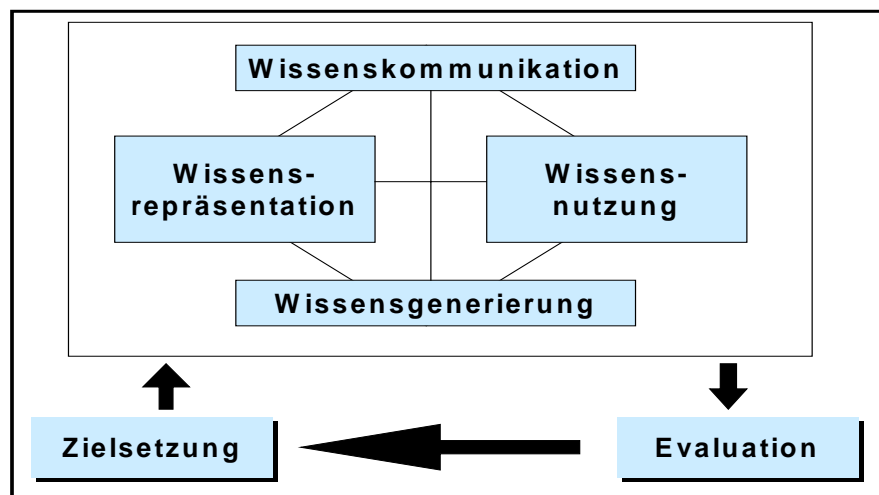 Wissenskommunikation
Wissens-
repräsentation
Wissens-
nutzung
Wissensgenerierung
Zielsetzung
Evaluation